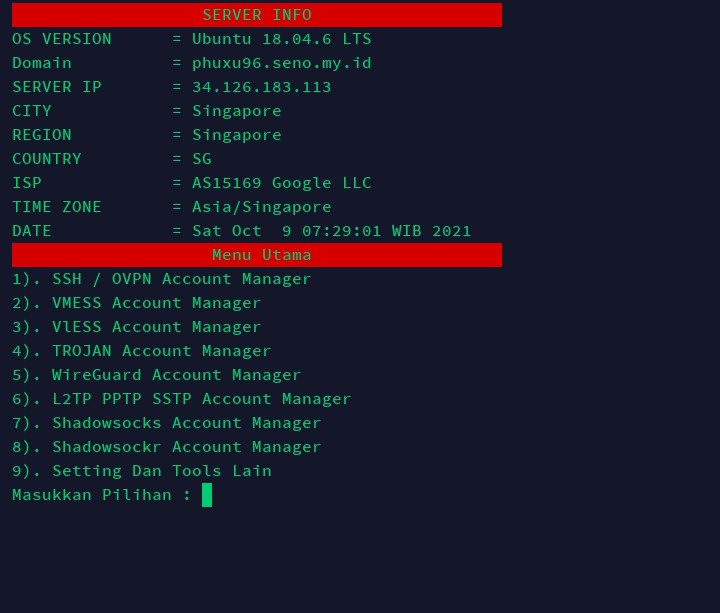 SERVER INFO
OS VERSION = Ubuntu 18.04.6 LTS
Domain = phuxu96.seno.my.id
SERVER IP = 34.126.183.113
CITY = Singapore
REGION = Singapore
COUNTRY = SG
ISP = AS15169 Google LLC
TIME ZONE = Asia/Singapore
DATE = Sat Oct  9 07:29:01 WIB 2021
Menu Utama
1). SSH / OVPN Account Manager
2). VMESS Account Manager
3). VlESS Account Manager
4). TROJAN Account Manager
5). WireGuard Account Manager
6). L2TP PPTP SSTP Account Manager
7). Shadowsocks Account Manager
8). Shadowsockr Account Manager
9). Setting Dan Tools Lain
Masukkan Pilihan :